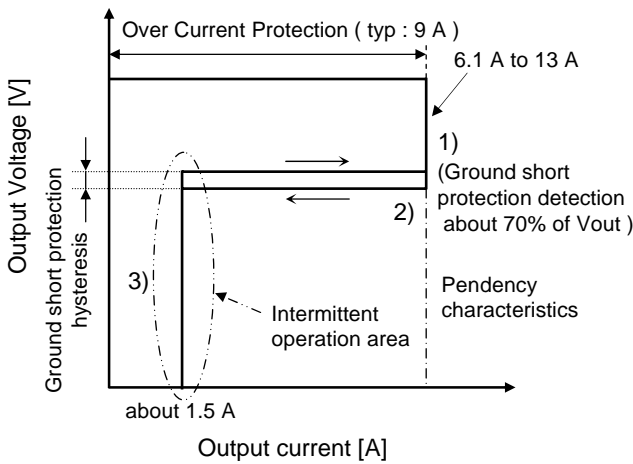 Over Current Protection ( typ : 9 A )
6.1 A to 13 A
Output Voltage [V]
Ground short protection
hysteresis
1)
(Ground short
protection detection
about 70% of Vout )
2)
3)
Pendency
characteristics
Intermittent
operation area
about 1.5 A
Output current [A]